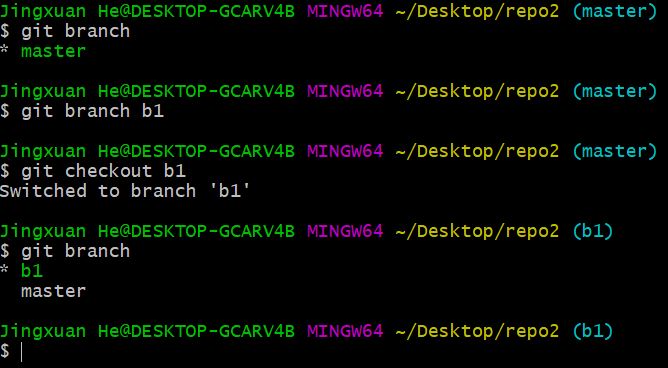 Jingxuan He@DESKTOP-GCARV4B MINGW64 ~/Desktop/repo2 (master)
$ git branch
* master
Jingxuan He@DESKTOP-GCARV4B MINGW64 ~/Desktop/repo2 (master)
$ git branch b1
Jingxuan He@DESKTOP-GCARV4B MINGW64 ~/Desktop/repo2 (master)
$ git checkout b1
Switched to branch 'b1'
Jingxuan He@DESKTOP-GCARV4B MINGW64 ~/Desktop/repo2 (b1)
$ git branch
* b1
  master
Jingxuan He@DESKTOP-GCARV4B MINGW64 ~/Desktop/repo2 (b1)
$